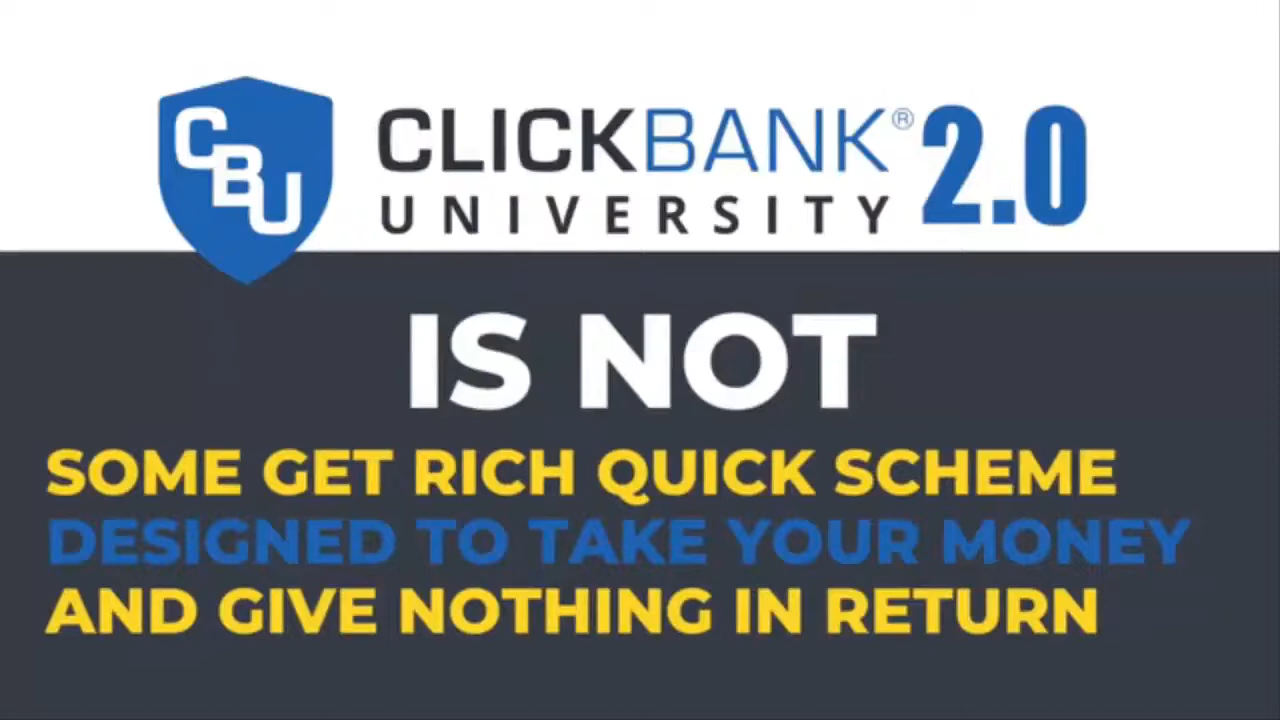 CBU
CLICKBANK® 2.0
UNIVERSITY
IS NOT
SOME GET RICH QUICK SCHEME
DESIGNED TO TAKE YOUR MONEY
AND GIVE NOTHING IN RETURN